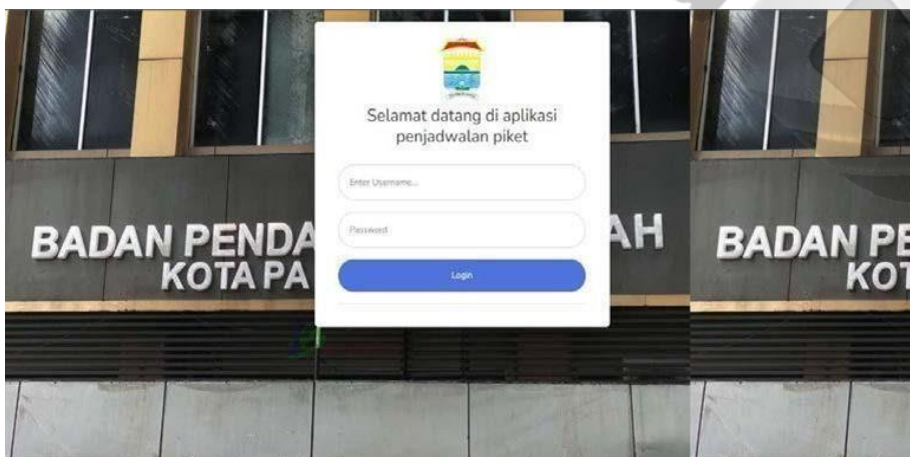 Selamat datang di aplikasi
penjadwalan piket
Enter Username...
Password
Login
BADAN PENDA
AH
KOTA PA
BADAN PE
KOT